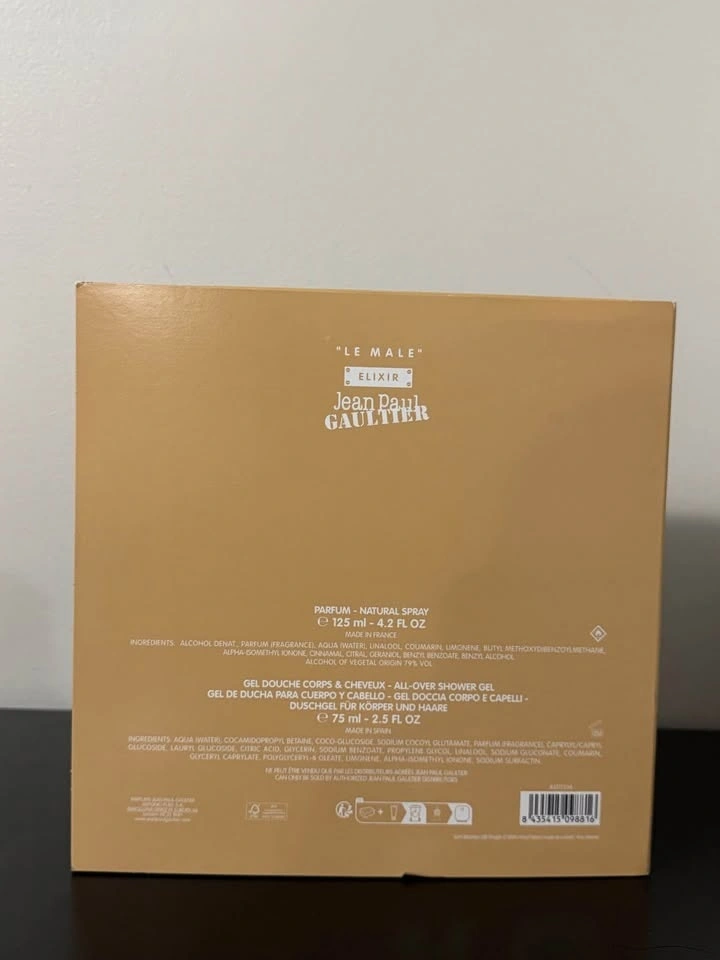 "LE MALE"
ELIXIR
Jean Paul
GAULTIER
PARFUM - NATURAL SPRAY
℮ 125 ml - 4.2 FL OZ
MADE IN FRANCE
INGREDIENTS: ALCOHOL DENAT., PARFUM (FRAGRANCE), AQUA (WATER), LINALOOL, COUMARIN, LIMONENE, BUTYL METHOXYDIBENZOYLMETHANE,
ALPHA-ISOMETHYL IONONE, CINNAMAL, CITRAL, GERANIOL, BENZYL BENZOATE, BENZYL ALCOHOL.
ALCOHOL OF VEGETAL ORIGIN 79% VOL
GEL DOUCHE CORPS & CHEVEUX - ALL-OVER SHOWER GEL
GEL DE DUCHA PARA CUERPO Y CABELLO - GEL DOCCIA CORPO E CAPELLI -
DUSCHGEL FÜR KÖRPER UND HAARE
℮ 75 ml - 2.5 FL OZ
MADE IN SPAIN
INGREDIENTS: AQUA (WATER), COCAMIDOPROPYL BETAINE, COCO-GLUCOSIDE, SODIUM COCOYL GLUTAMATE, PARFUM (FRAGRANCE), CAPRYLYL/CAPRYL
GLUCOSIDE, LAURYL GLUCOSIDE, CITRIC ACID, GLYCERIN, SODIUM BENZOATE, PROPYLENE GLYCOL, LINALOOL, SODIUM GLUCONATE, COUMARIN,
GLYCERYL CAPRYLATE, POLYGLYCERYL-6 OLEATE, LIMONENE, ALPHA-ISOMETHYL IONONE, SODIUM SURFACTIN.
NE PEUT ÊTRE VENDU QUE PAR LES DISTRIBUTEURS AGRÉÉS JEAN PAUL GAULTIER
CAN ONLY BE SOLD BY AUTHORIZED JEAN PAUL GAULTIER DISTRIBUTORS
PARFUMS JEAN PAUL GAULTIER
8 435415 098816